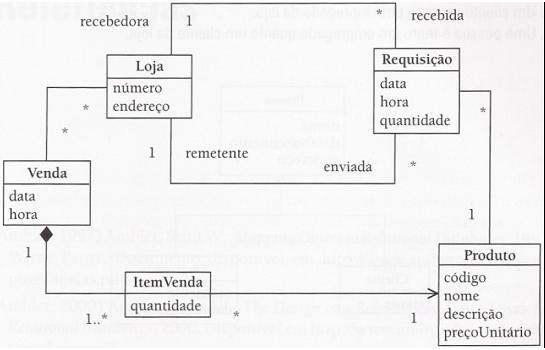 recebedora 1 * recebida
Loja
número
endereço
Requisição
data
hora
quantidade
*
*
*
1 remetente
enviada *
Venda
data
hora
1
1
ItemVenda
quantidade
1..* * 1
Produto
código
nome
descrição
preçoUnitário